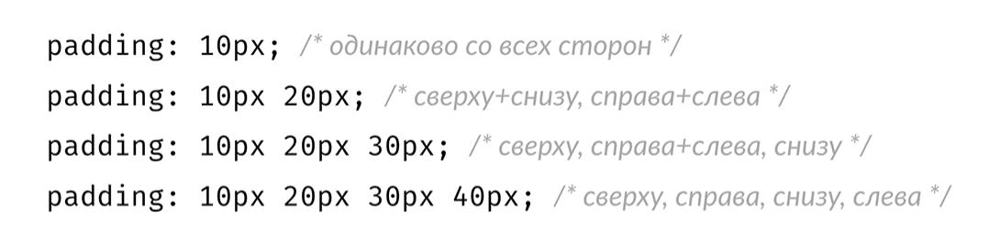 padding: 10px; /* одинаково со всех сторон */
padding: 10px 20px; /* сверху+снизу, справа+слева */
padding: 10px 20px 30px; /* сверху, справа+слева, снизу */
padding: 10px 20px 30px 40px; /* сверху, справа, снизу, слева */